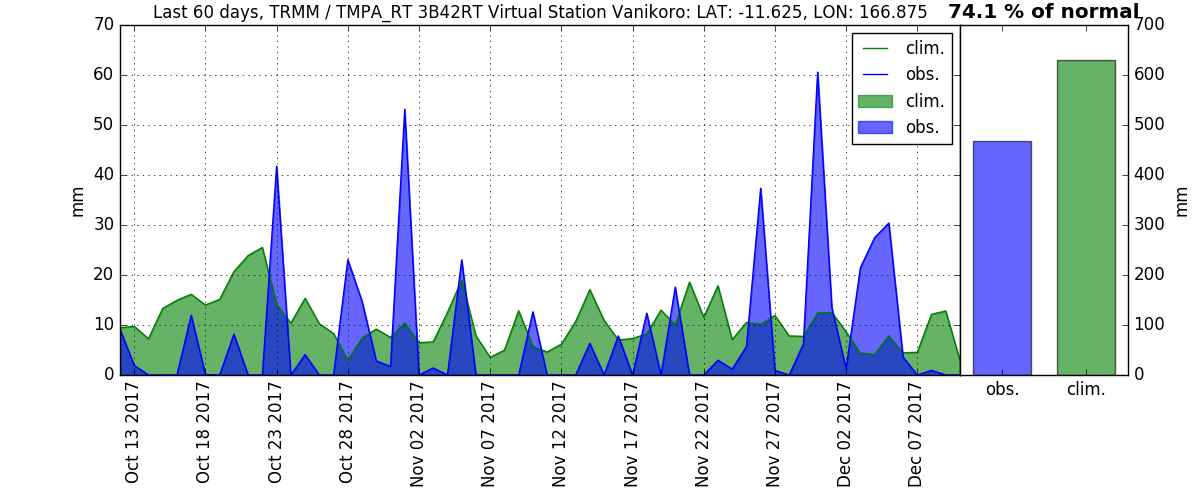 Last 60 days, TRMM / TMPA_RT 3B42RT Virtual Station Vanikoro: LAT: -11.625, LON: 166.875
74.1 % of normal
70
60
50
40
30
20
10
0
mm
clim.
obs.
clim.
obs.
Oct 13 2017
Oct 18 2017
Oct 23 2017
Oct 28 2017
Nov 02 2017
Nov 07 2017
Nov 12 2017
Nov 17 2017
Nov 22 2017
Nov 27 2017
Dec 02 2017
Dec 07 2017
700
600
500
400
300
200
100
0
mm
obs.
clim.